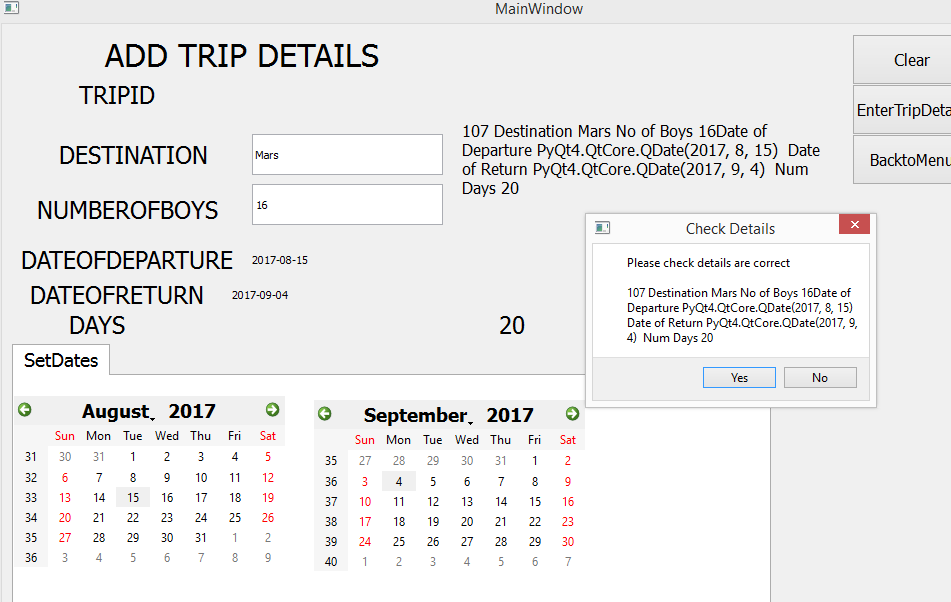 MainWindow
ADD TRIP DETAILS
TRIPID
Clear
EnterTripDeta
BacktoMenu
DESTINATION
Mars
107 Destination Mars No of Boys 16Date of
Departure PyQt4.QtCore.QDate(2017, 8, 15)  Date
of Return PyQt4.QtCore.QDate(2017, 9, 4)  Num
Days 20
NUMBEROFBOYS
16
DATEOFDEPARTURE
2017-08-15
DATEOFRETURN
2017-09-04
DAYS
20
Check Details
Please check details are correct
107 Destination Mars No of Boys 16Date of
Departure PyQt4.QtCore.QDate(2017, 8, 15)
Date of Return PyQt4.QtCore.QDate(2017, 9,
4)  Num Days 20
Yes
No
SetDates
August, 2017
Sun Mon Tue Wed Thu Fri Sat
31 30 31 1 2 3 4 5
32 6 7 8 9 10 11 12
33 13 14 15 16 17 18 19
34 20 21 22 23 24 25 26
35 27 28 29 30 31 1 2
36 3 4 5 6 7 8 9
September, 2017
Sun Mon Tue Wed Thu Fri Sat
35 27 28 29 30 31 1 2
36 3 4 5 6 7 8 9
37 10 11 12 13 14 15 16
38 17 18 19 20 21 22 23
39 24 25 26 27 28 29 30
40 1 2 3 4 5 6 7